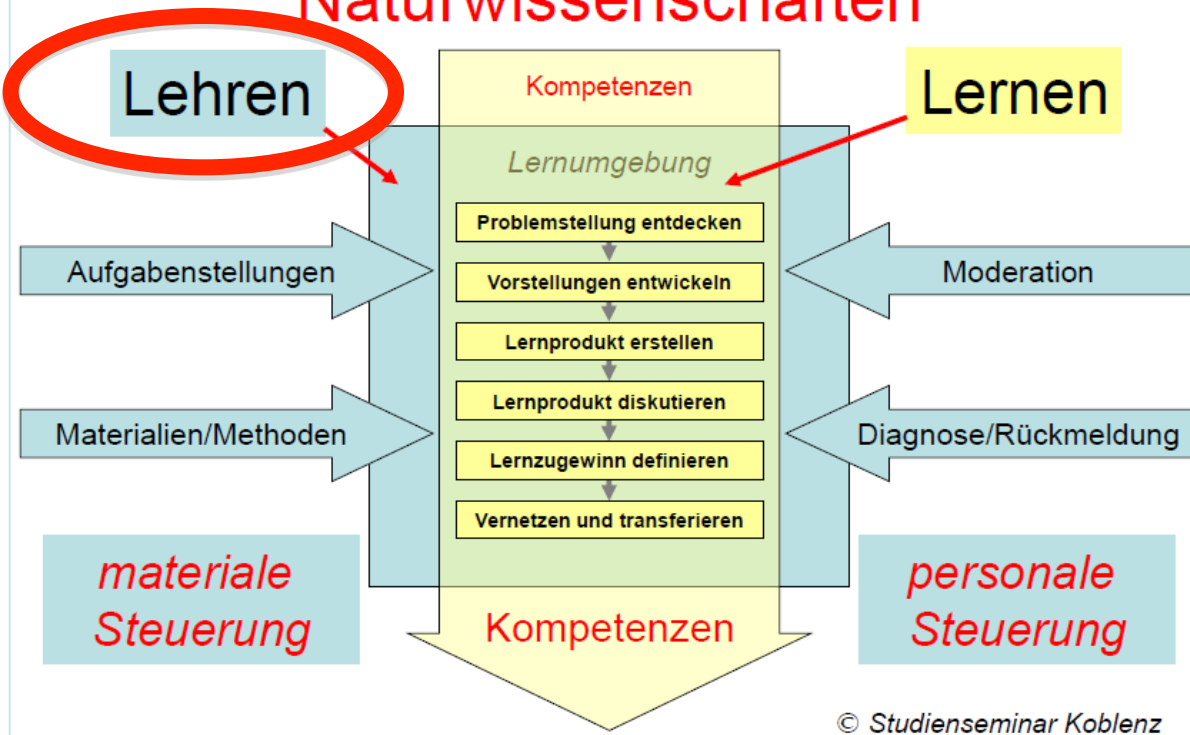 Naturwissenschaften
Lehren
Kompetenzen
Lernen
Lernumgebung
Problemstellung entdecken
Aufgabenstellungen
Vorstellungen entwickeln
Moderation
Lernprodukt erstellen
Lernprodukt diskutieren
Materialien/Methoden
Diagnose/Rückmeldung
Lernzugewinn definieren
Vernetzen und transferieren
materiale
Steuerung
personale
Steuerung
Kompetenzen
© Studienseminar Koblenz